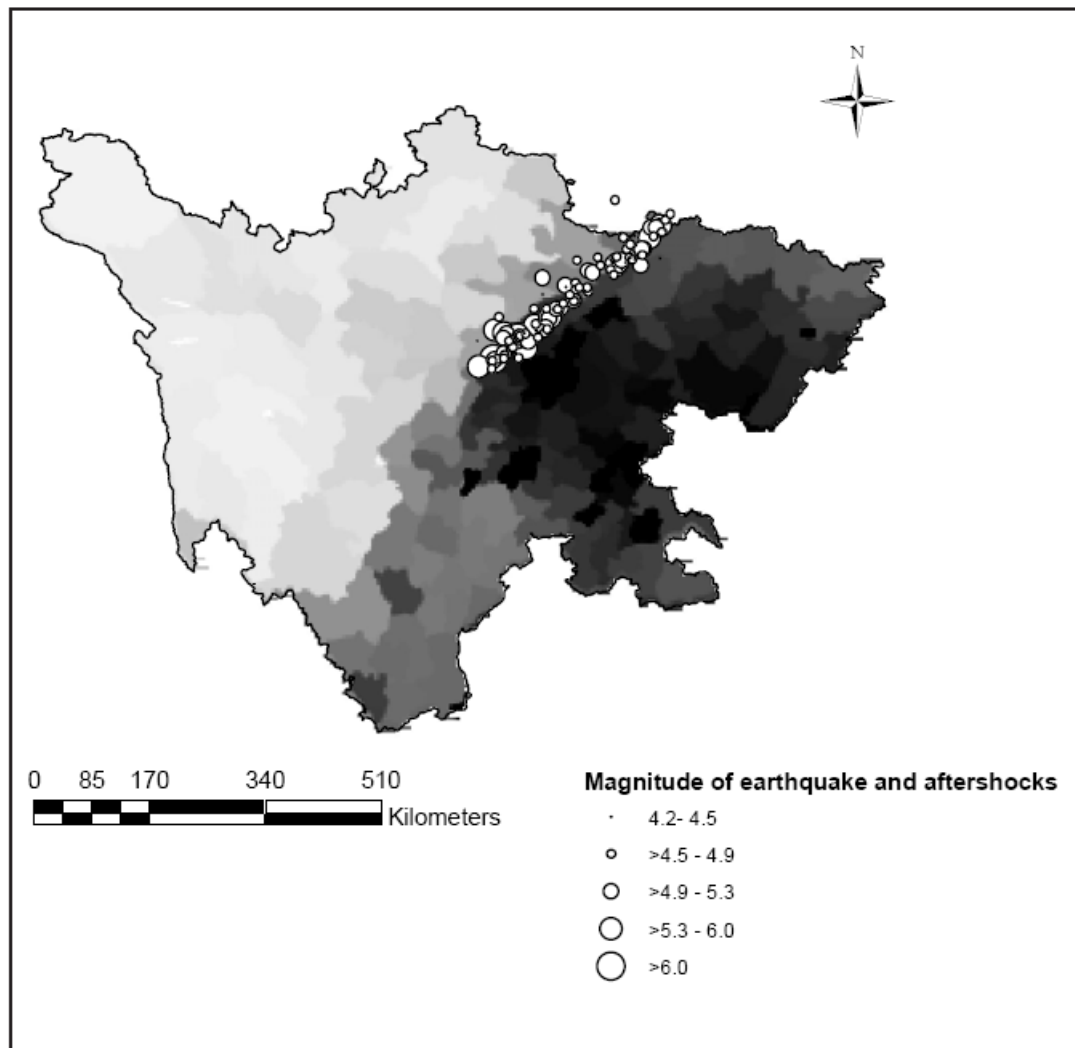 N
0 85 170 340 510
Kilometers
Magnitude of earthquake and aftershocks
4.2- 4.5
>4.5 - 4.9
>4.9 - 5.3
>5.3 - 6.0
>6.0